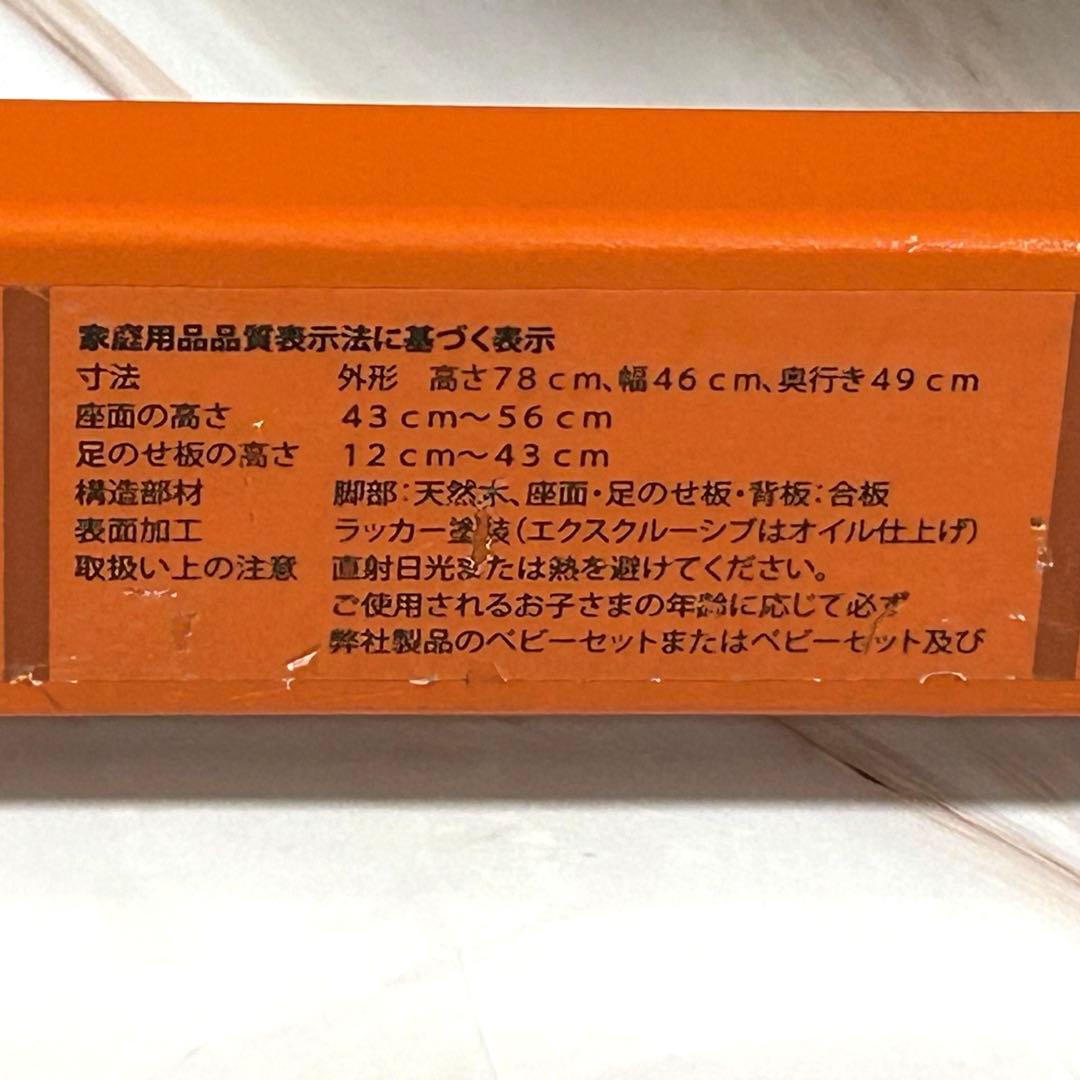 家庭用品品質表示法に基づく表示
寸法　外形　高さ７８ｃｍ、幅４６ｃｍ、奥行き４９ｃｍ
座面の高さ　４３ｃｍ～５６ｃｍ
足のせ板の高さ　１２ｃｍ～４３ｃｍ
構造部材　脚部：天然木、座面・足のせ板・背板：合板
表面加工　ラッカー塗装（エクスクルーシブはオイル仕上げ）
取扱い上の注意　直射日光または熱を避けてください。
ご使用されるお子さまの年齢に応じて必ず
弊社製品のベビーセットまたはベビーセット及び